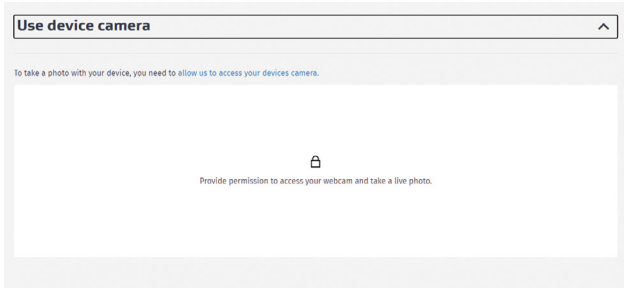 Use device camera
To take a photo with your device, you need to allow us to access your devices camera.
Provide permission to access your webcam and take a live photo.